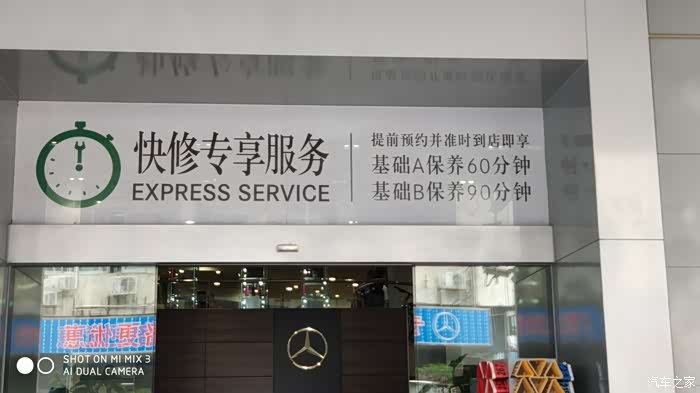 快修专享服务
EXPRESS SERVICE
提前预约并准时到店即享
基础A保养60分钟
基础B保养90分钟
SHOT ON MI MIX 3
AI DUAL CAMERA
汽车之家